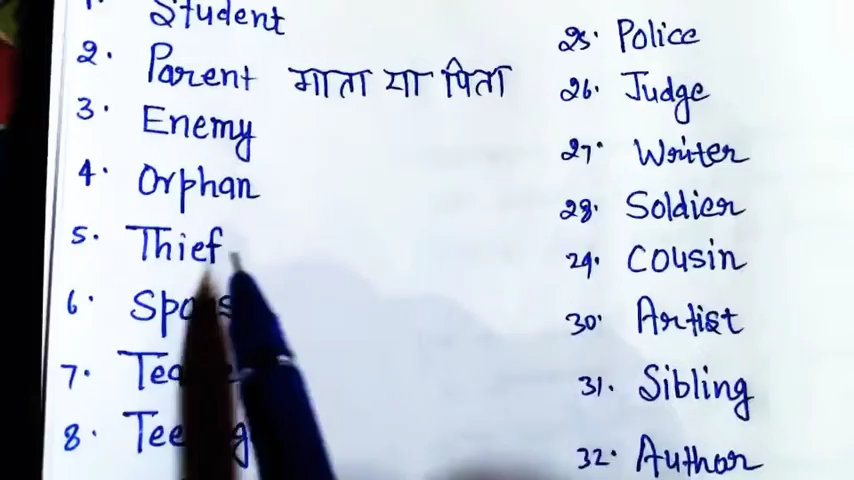 1. Student
2. Parent माता या पिता
3. Enemy
4. Orphan
5. Thief
6.
7.
8.
25. Police
26. Judge
27. Writer
28. Soldier
29. Cousin
30. Artist
31. Sibling
32. Author